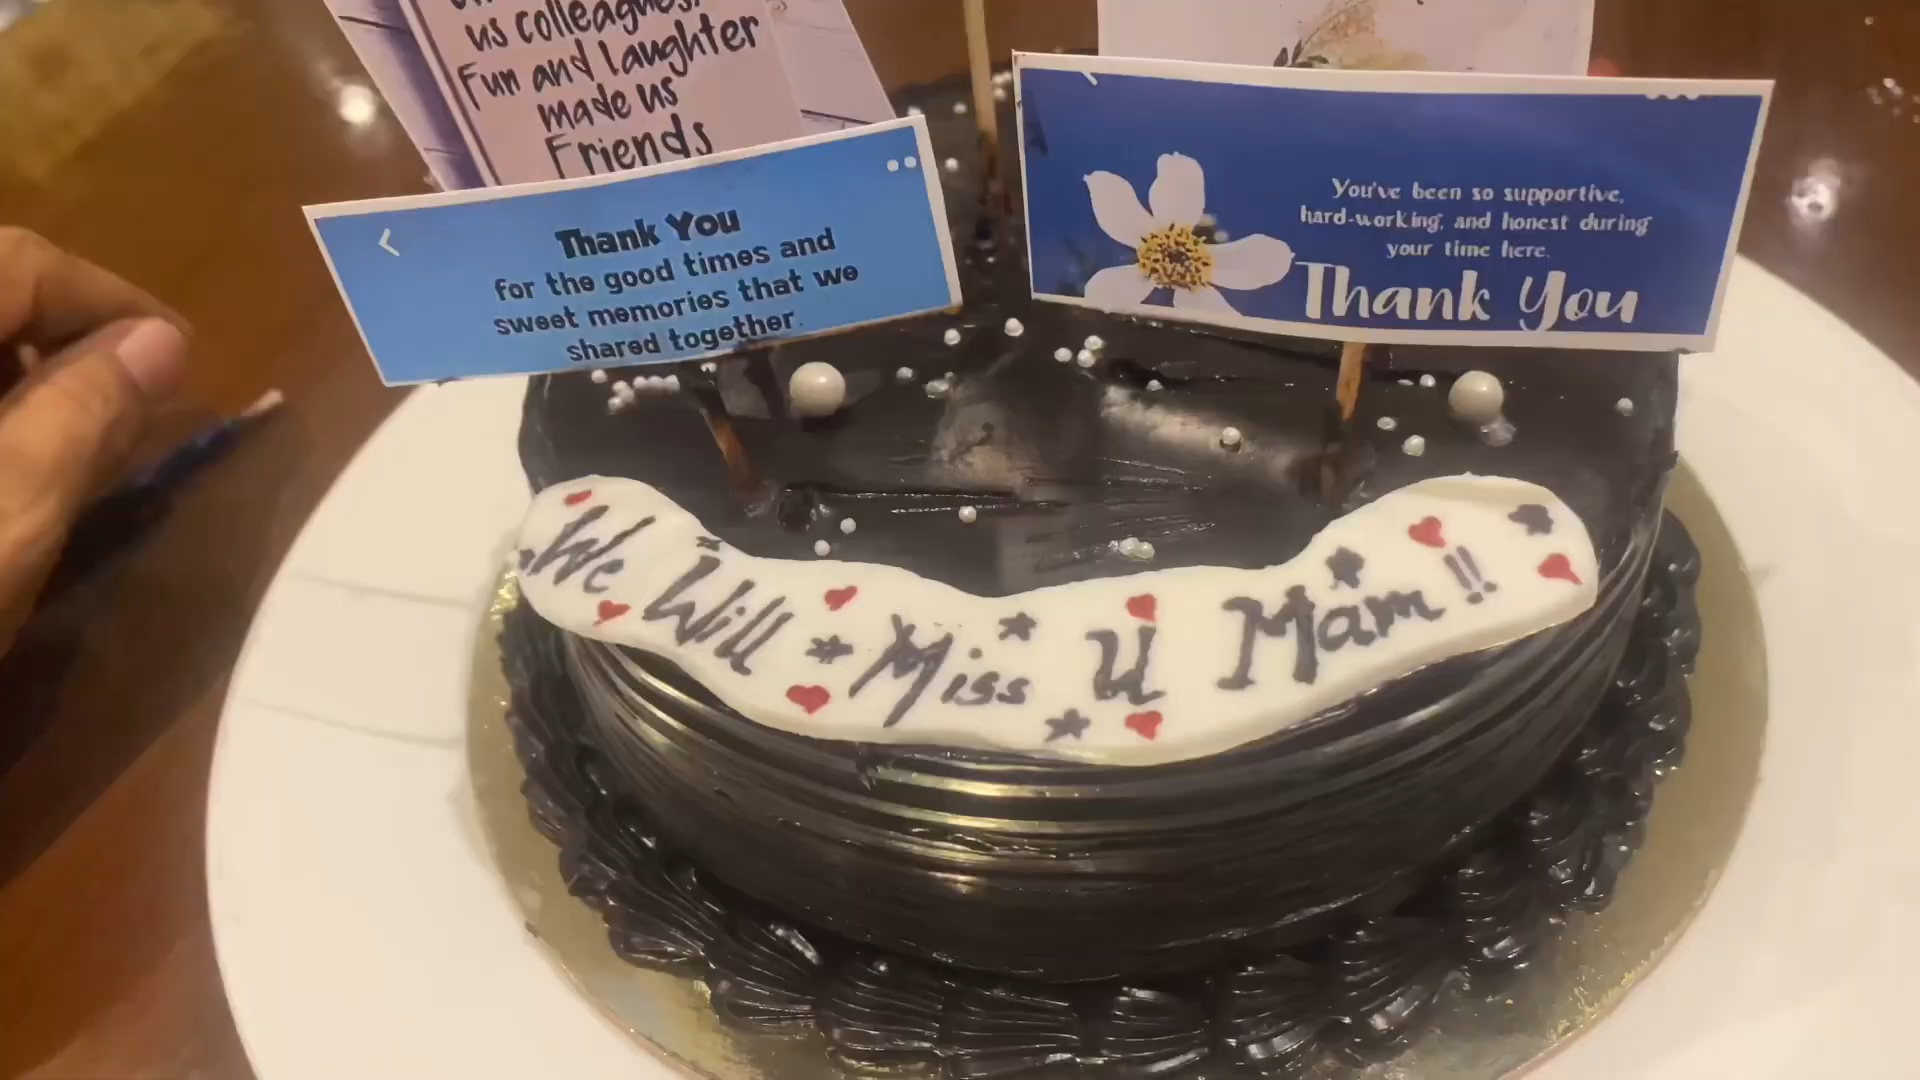 us colleagues,
Fun and laughter
made us
Friends
Thank You
for the good times and
sweet memories that we
shared together.
You've been so supportive,
hard-working, and honest during
your time here.
Thank You
We Will Miss U Mam !!